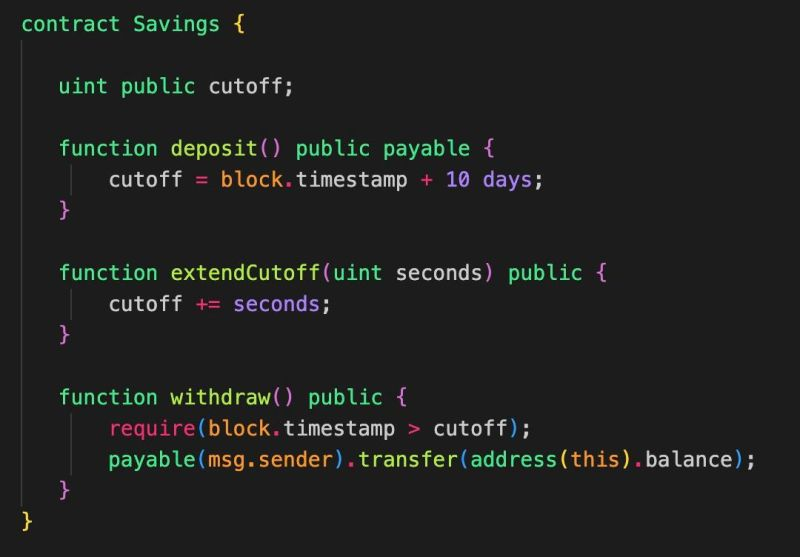 contract Savings {
uint public cutoff;
function deposit() public payable {
cutoff = block.timestamp + 10 days;
}
function extendCutoff(uint seconds) public {
cutoff += seconds;
}
function withdraw() public {
require(block.timestamp > cutoff);
payable(msg.sender).transfer(address(this).balance);
}
}